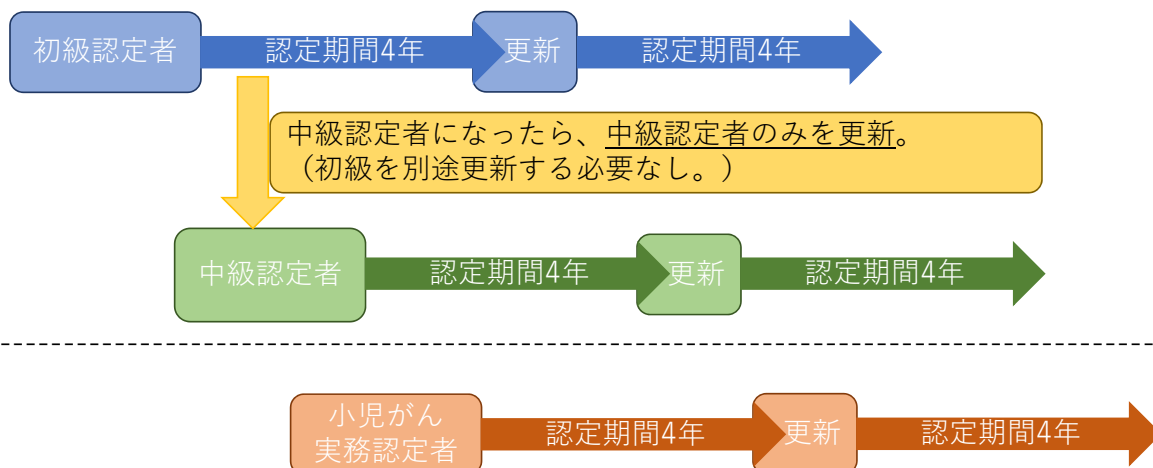 初級認定者
認定期間4年
更新
認定期間4年
中級認定者になったら、中級認定者のみを更新。
（初級を別途更新する必要なし。）
中級認定者
認定期間4年
更新
認定期間4年
小児がん
実務認定者
認定期間4年
更新
認定期間4年